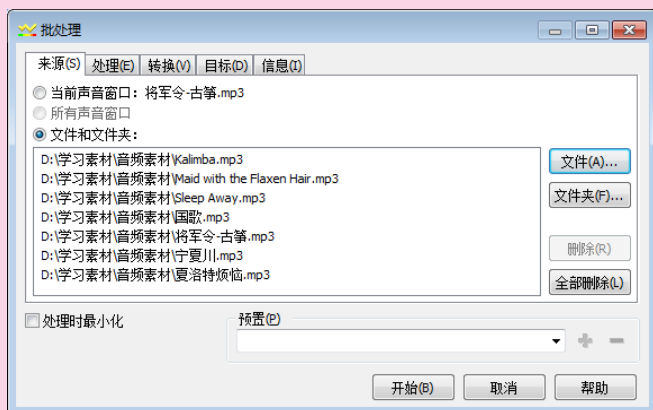 批处理
来源(S) 处理(E) 转换(V) 目标(D) 信息(I)
当前声音窗口：将军令-古筝.mp3
所有声音窗口
文件和文件夹：
D:\学习素材\音频素材\Kalimba.mp3
D:\学习素材\音频素材\Maid with the Flaxen Hair.mp3
D:\学习素材\音频素材\Sleep Away.mp3
D:\学习素材\音频素材\国歌.mp3
D:\学习素材\音频素材\将军令-古筝.mp3
D:\学习素材\音频素材\宁夏川.mp3
D:\学习素材\音频素材\夏洛特烦恼.mp3
文件(A)...
文件夹(F)...
删除(R)
全部删除(L)
处理时最小化
预置(P)
开始(B) 取消 帮助